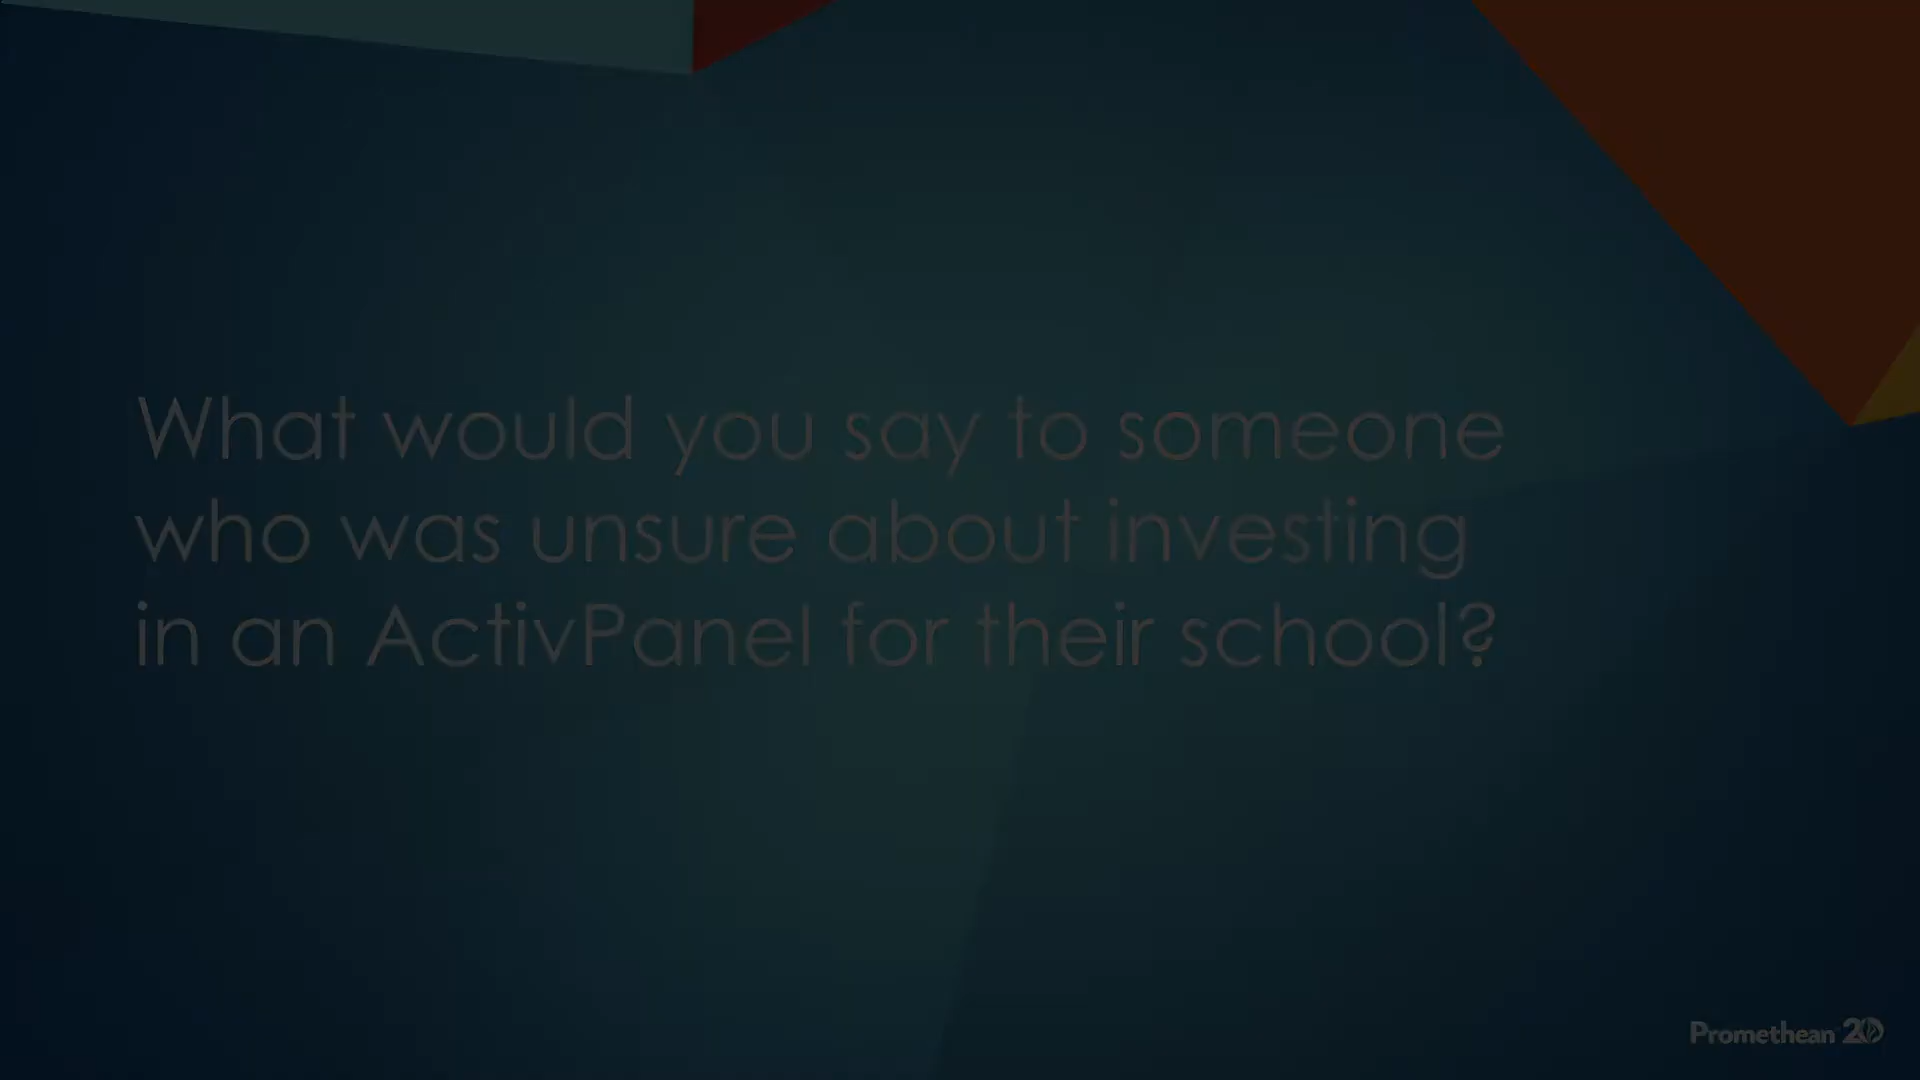 What would you say to someone
who was unsure about investing
in an ActivPanel for their school?
Promethean 20